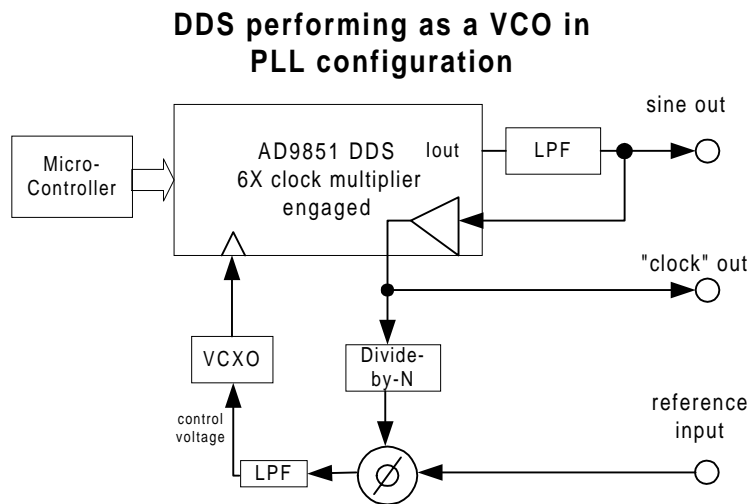 DDS performing as a VCO in
PLL configuration
sine out
Micro-
Controller
AD9851 DDS
6X clock multiplier
engaged
Iout
LPF
"clock" out
VCXO
Divide-
by-N
control
voltage
LPF
reference
input